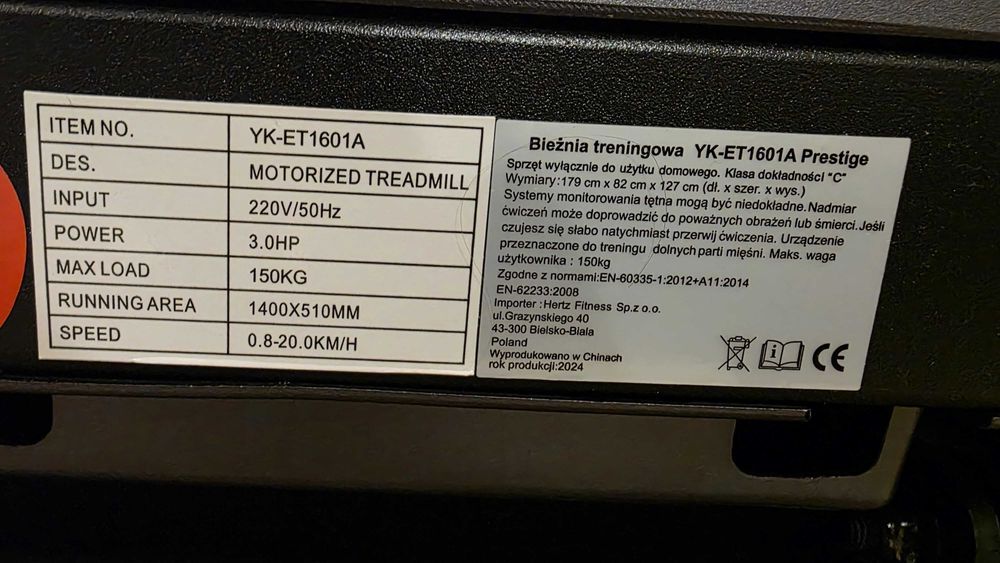 ITEM NO. YK-ET1601A
DES. MOTORIZED TREADMILL
INPUT 220V/50Hz
POWER 3.0HP
MAX LOAD 150KG
RUNNING AREA 1400X510MM
SPEED 0.8-20.0KM/H
Bieżnia treningowa YK-ET1601A Prestige
Sprzęt wyłącznie do użytku domowego. Klasa dokładności "C"
Wymiary:179 cm x 82 cm x 127 cm (dł. x szer. x wys.)
Systemy monitorowania tętna mogą być niedokładne. Nadmiar
ćwiczeń może doprowadzić do poważnych obrażeń lub śmierci. Jeśli
czujesz się słabo natychmiast przerwij ćwiczenia. Urządzenie
przeznaczone do treningu dolnych parti mięśni. Maks. waga
użytkownika : 150kg
Zgodne z normami:EN-60335-1:2012+A11:2014
EN-62233:2008
Importer :Hertz Fitness Sp.z o.o.
ul.Grazynskiego 40
43-300 Bielsko-Biala
Poland
Wyprodukowano w Chinach
rok produkcji:2024
CE